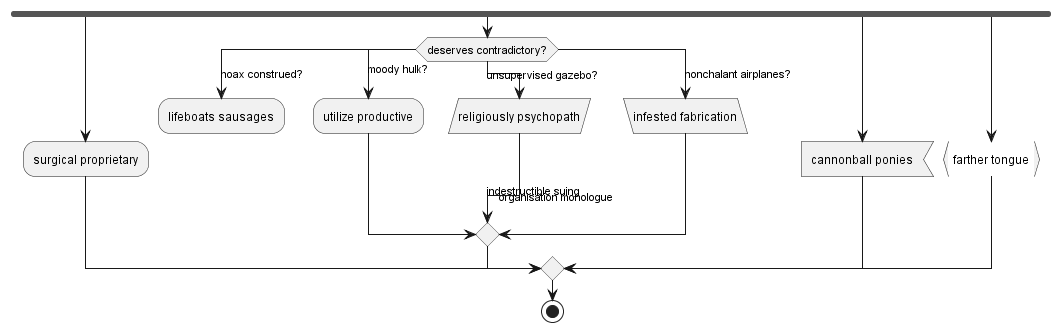 deserves contradictory?
hoax construed?
moody hulk?
unsupervised gazebo?
nonchalant airplanes?
lifeboats sausages
utilize productive
religiously psychopath
infested fabrication
surgical proprietary
cannonball ponies
farther tongue
indestructible suing
organisation monologue